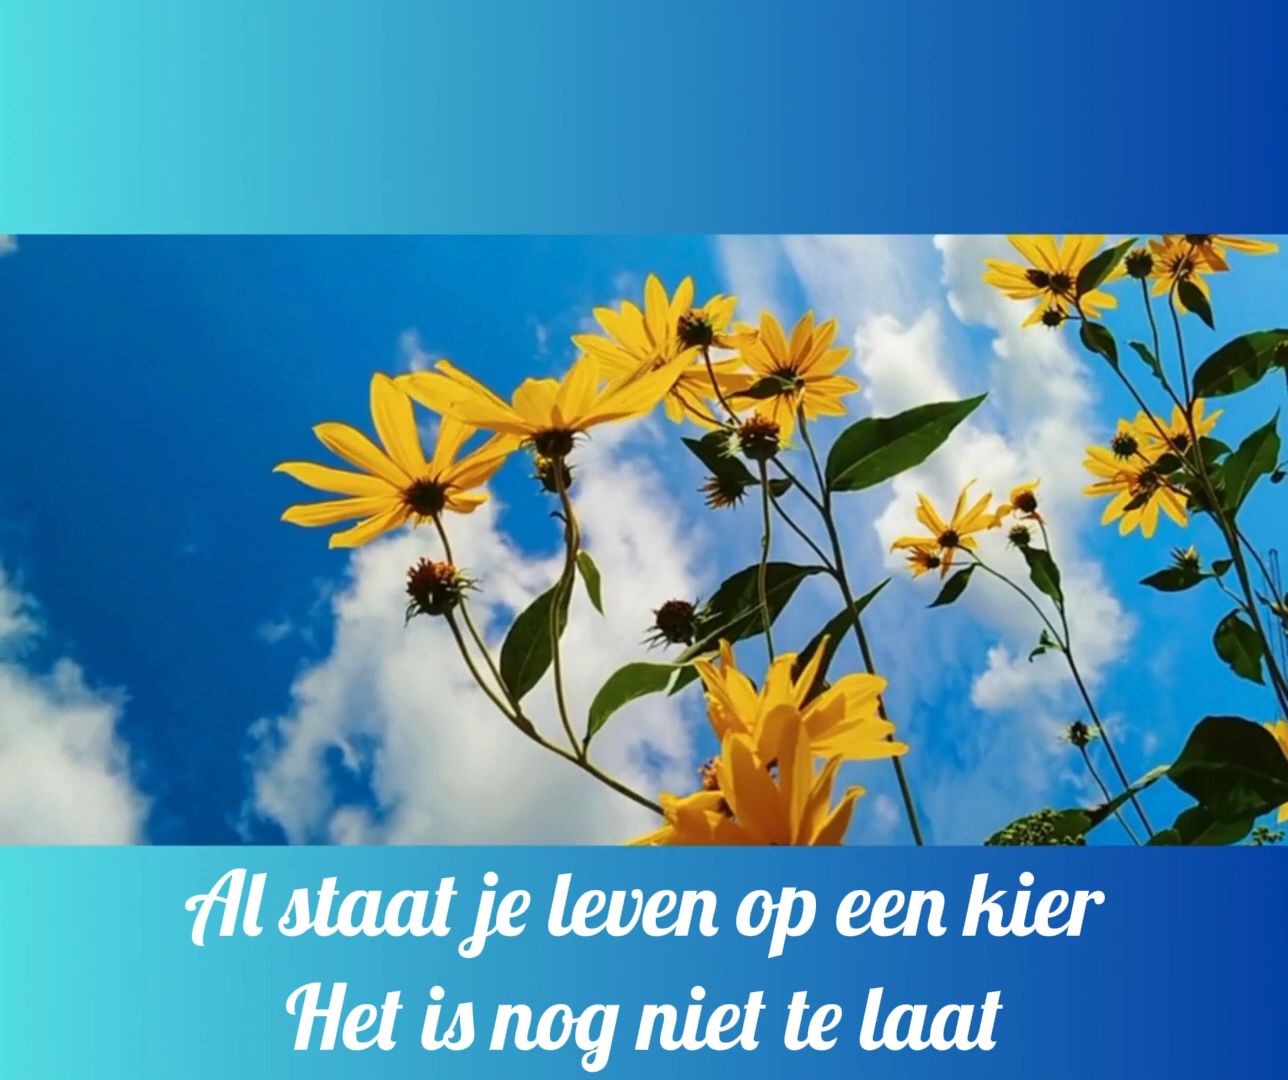 Al staat je leven op een kier
Het is nog niet te laat